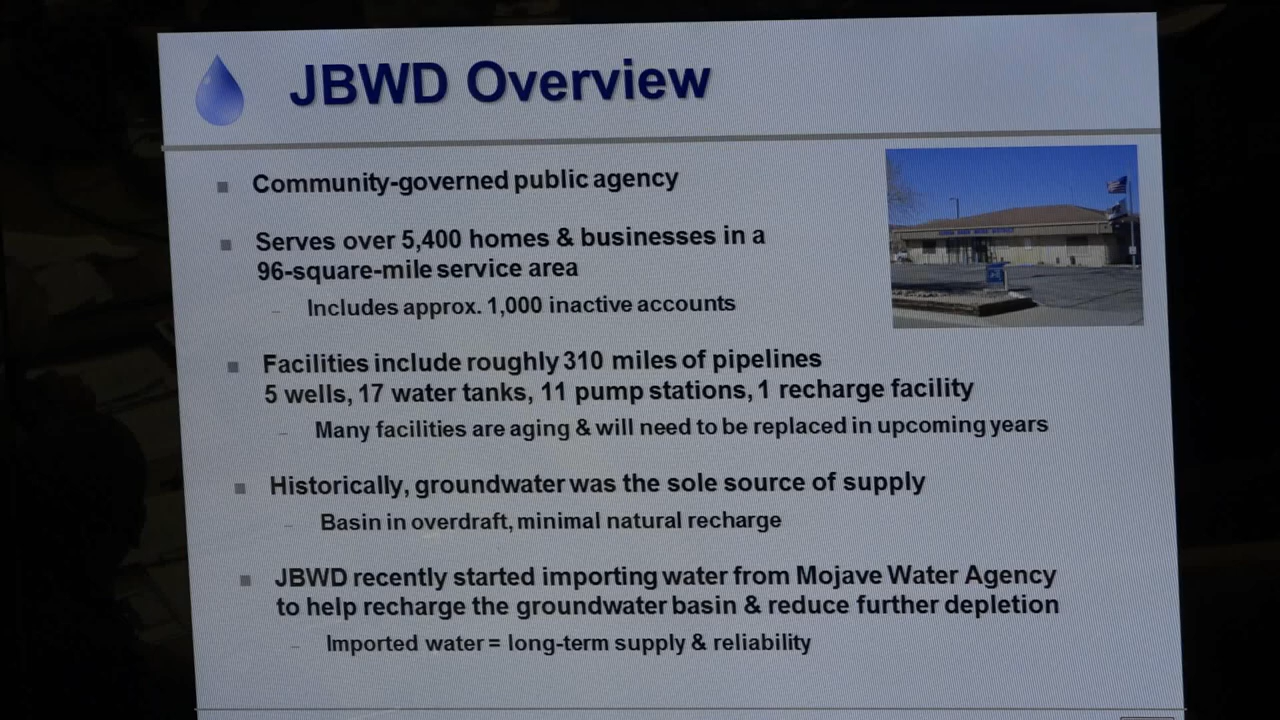 JBWD Overview
Community-governed public agency
Serves over 5,400 homes & businesses in a
96-square-mile service area
Includes approx. 1,000 inactive accounts
Facilities include roughly 310 miles of pipelines
5 wells, 17 water tanks, 11 pump stations, 1 recharge facility
Many facilities are aging & will need to be replaced in upcoming years
Historically, groundwater was the sole source of supply
Basin in overdraft, minimal natural recharge
JBWD recently started importing water from Mojave Water Agency
to help recharge the groundwater basin & reduce further depletion
Imported water = long-term supply & reliability